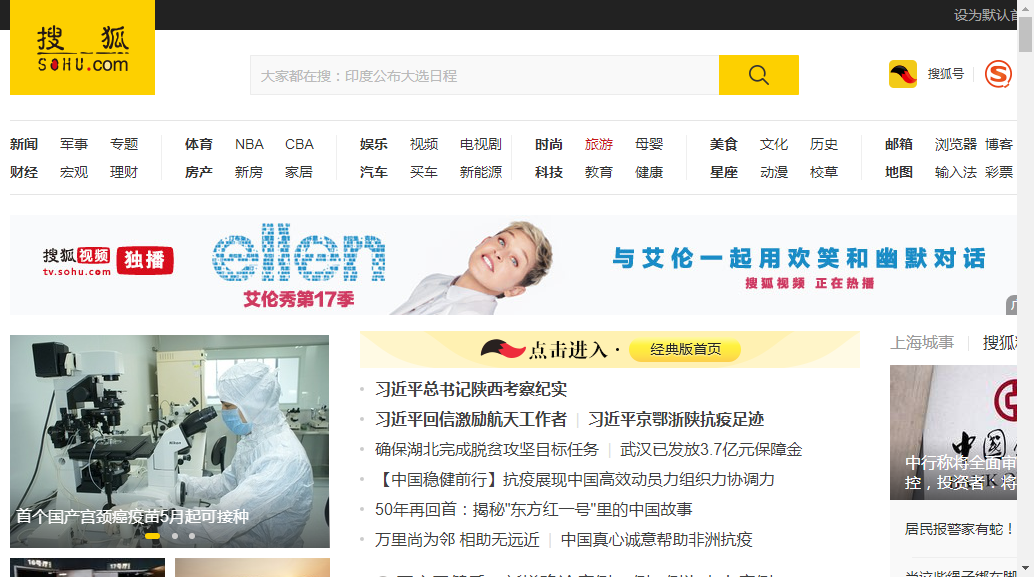 设为默认首
搜狐
SOHU.com
大家都在搜：印度公布大选日程
搜狐号
新闻 军事 专题 体育 NBA CBA 娱乐 视频 电视剧 时尚 旅游 母婴 美食 文化 历史 邮箱 浏览器 博客
财经 宏观 理财 房产 新房 家居 汽车 买车 新能源 科技 教育 健康 星座 动漫 校草 地图 输入法 彩票
搜狐视频 独播
tv.sohu.com
ellen
艾伦秀第17季
与艾伦一起用欢笑和幽默对话
搜狐视频 正在热播
首个国产宫颈癌疫苗5月起可接种
点击进入 · 经典版首页
习近平总书记陕西考察纪实
习近平回信激励航天工作者 | 习近平京鄂浙陕抗疫足迹
确保湖北完成脱贫攻坚目标任务 | 武汉已发放3.7亿元保障金
【中国稳健前行】抗疫展现中国高效动员力组织力协调力
50年再回首：揭秘"东方红一号"里的中国故事
万里尚为邻 相助无远近 | 中国真心诚意帮助非洲抗疫
上海城事 | 搜狐
中国
中行称将全面审
控，投资者：将
居民报警家有蛇！